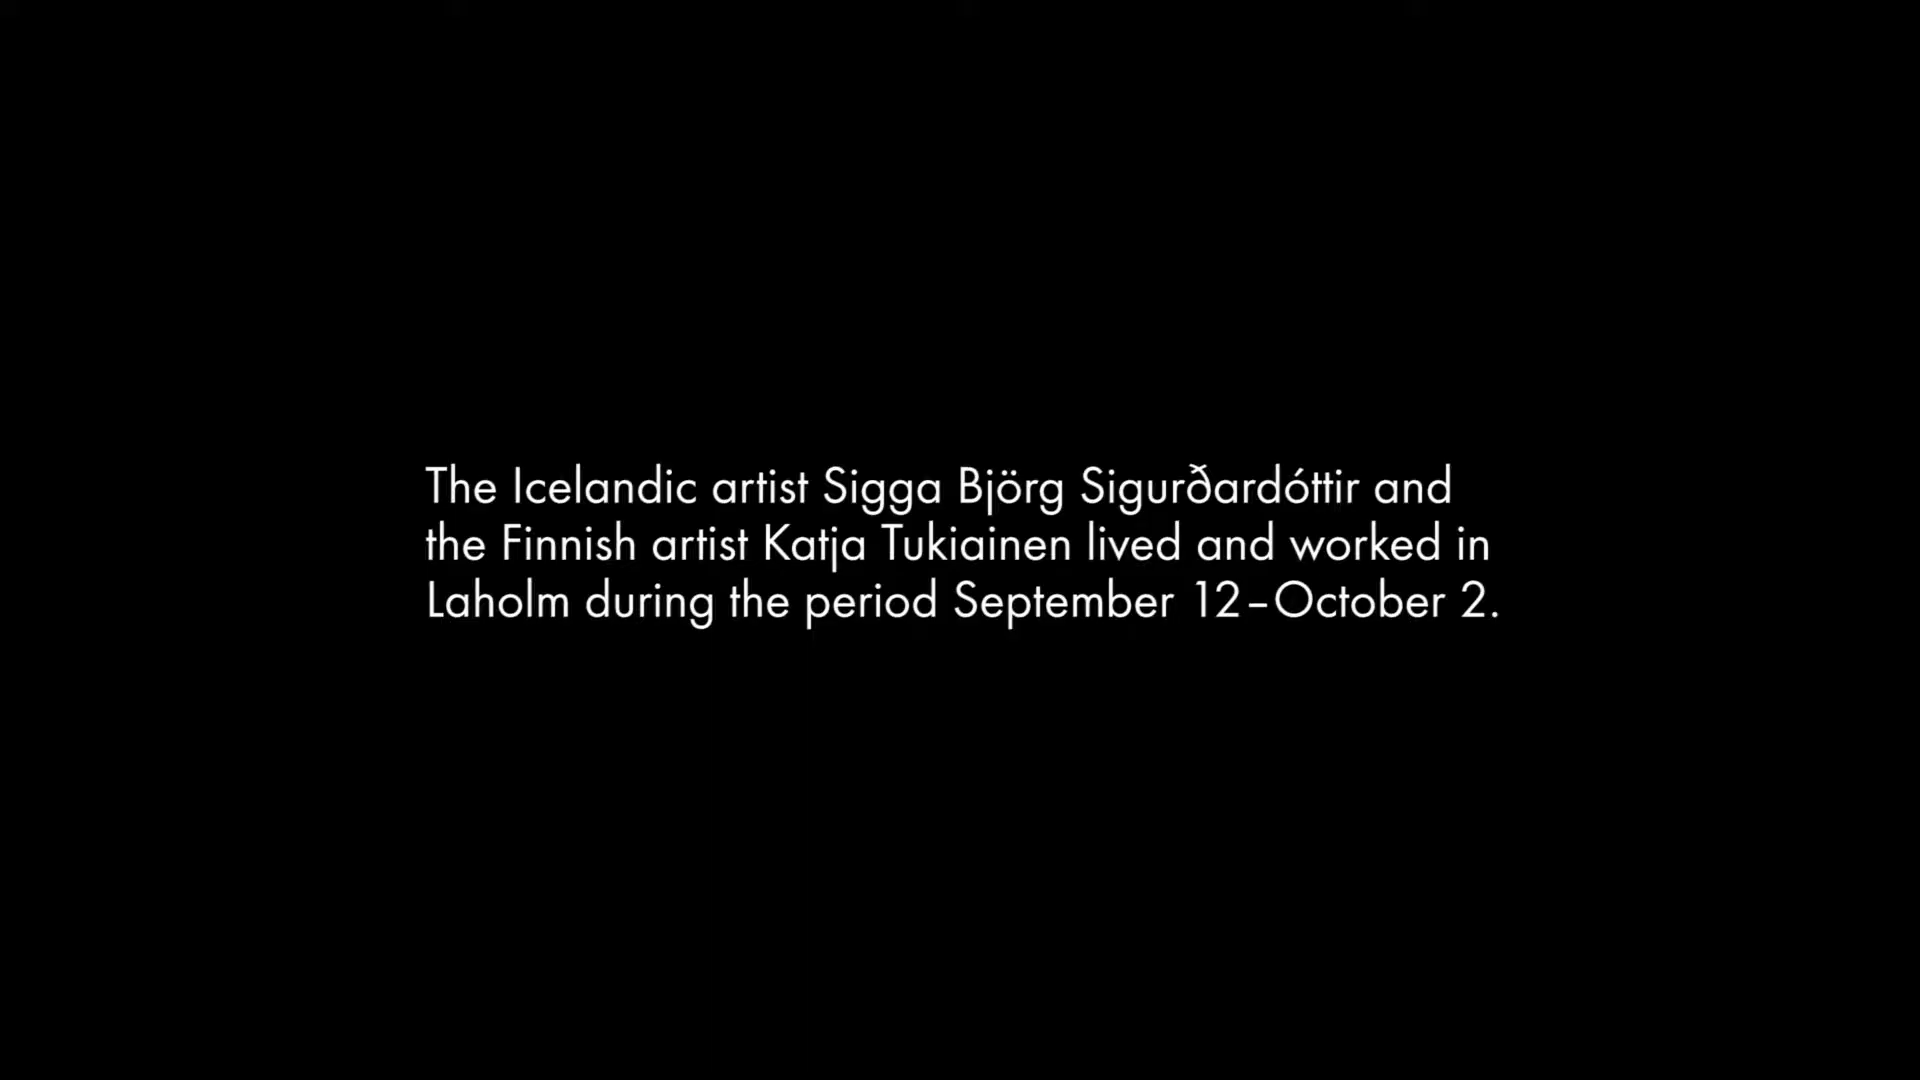 The Icelandic artist Sigga Björg Sigurðardóttir and
the Finnish artist Katja Tukiainen lived and worked in
Laholm during the period September 12–October 2.